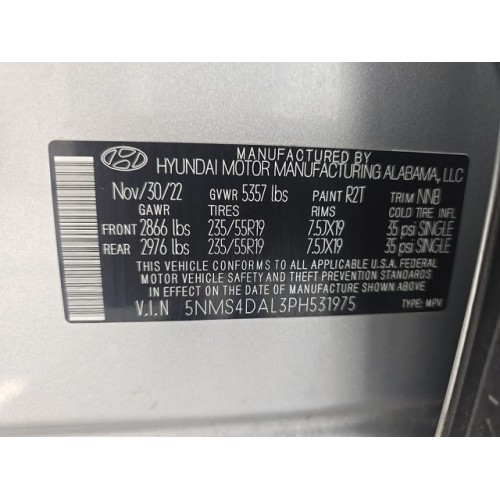 MANUFACTURED BY
HYUNDAI MOTOR MANUFACTURING ALABAMA, LLC
Nov/30/22 GVWR 5357 lbs PAINT R2T TRIM NNB
GAWR TIRES RIMS COLD TIRE INFL
FRONT 2866 lbs 235/55R19 7.5JX19 35 psi SINGLE
REAR 2976 lbs 235/55R19 7.5JX19 35 psi SINGLE
THIS VEHICLE CONFORMS TO ALL APPLICABLE U.S.A. FEDERAL
MOTOR VEHICLE SAFETY AND THEFT PREVENTION STANDARDS
IN EFFECT ON THE DATE OF MANUFACTURE SHOWN ABOVE.
V.I.N 5NMS4DAL3PH531975 TYPE: MPV